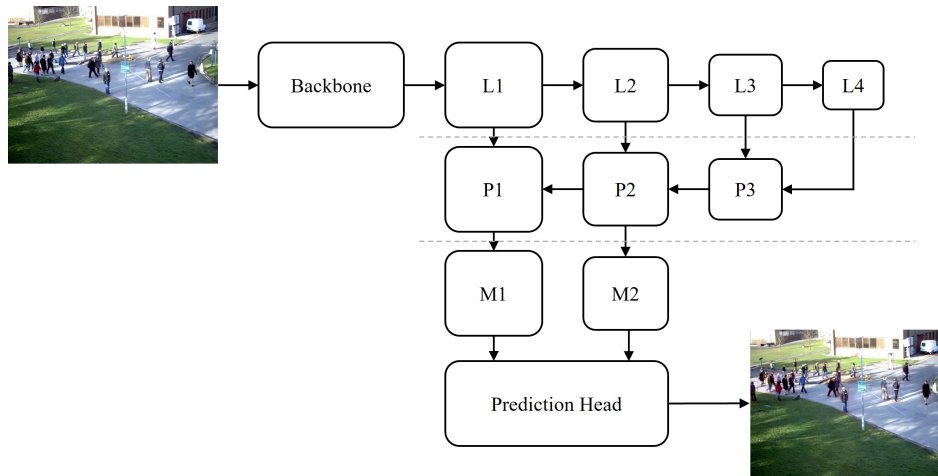 Backbone
L1
L2
L3
L4
P1
P2
P3
M1
M2
Prediction Head